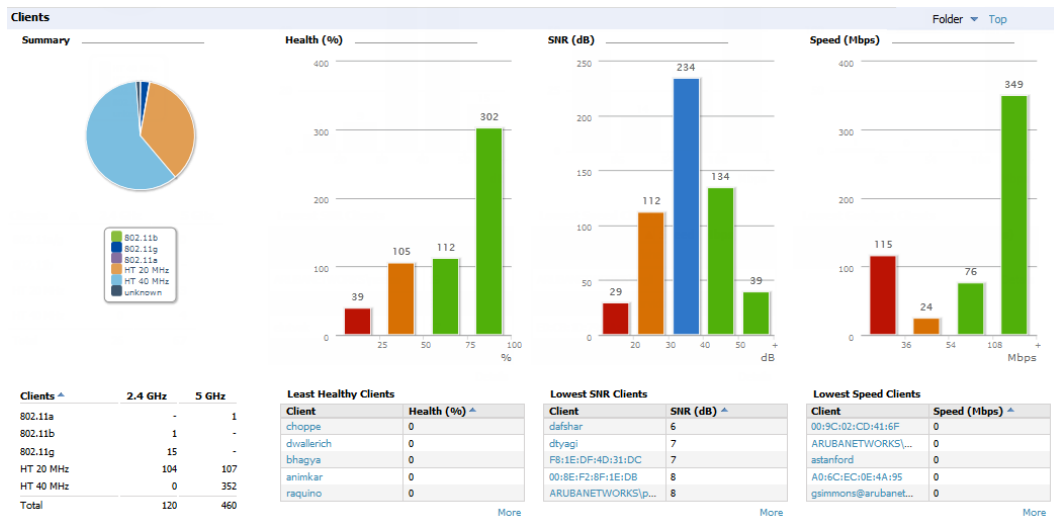 Clients
Folder Top
Summary
802.11b
802.11g
802.11a
HT 20 MHz
HT 40 MHz
unknown
Health (%)
400
300
200
100
0
39
105
112
302
25 50 75 100
%
SNR (dB)
250
200
150
100
50
0
29
112
234
134
39
20 30 40 50 +
dB
Speed (Mbps)
400
300
200
100
0
115
24
76
349
36 54 108 +
Mbps
Clients 2.4 GHz 5 GHz
802.11a - 1
802.11b 1 -
802.11g 15 -
HT 20 MHz 104 107
HT 40 MHz 0 352
Total 120 460
Least Healthy Clients
Client Health (%)
choppe 0
dwallerich 0
bhagya 0
animkar 0
raquino 0
More
Lowest SNR Clients
Client SNR (dB)
dafshar 6
dtyagi 7
F8:1E:DF:4D:31:DC 7
00:8E:F2:8F:1E:DB 8
ARUBANETWORKS\p... 8
More
Lowest Speed Clients
Client Speed (Mbps)
00:9C:02:CD:41:6F 0
ARUBANETWORKS\... 0
astanford 0
A0:6C:EC:0E:4A:95 0
gsimmons@arubanet... 0
More